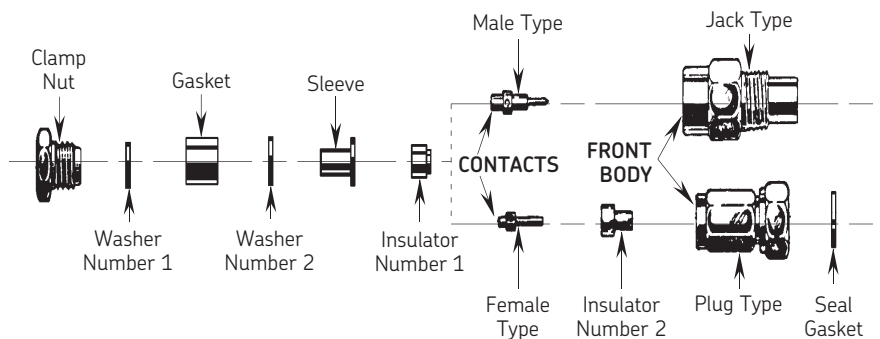 Male Type
Jack Type
Clamp
Nut
Gasket
Sleeve
CONTACTS
FRONT
BODY
Washer
Number 1
Washer
Number 2
Insulator
Number 1
Female
Type
Insulator
Number 2
Plug Type
Seal
Gasket